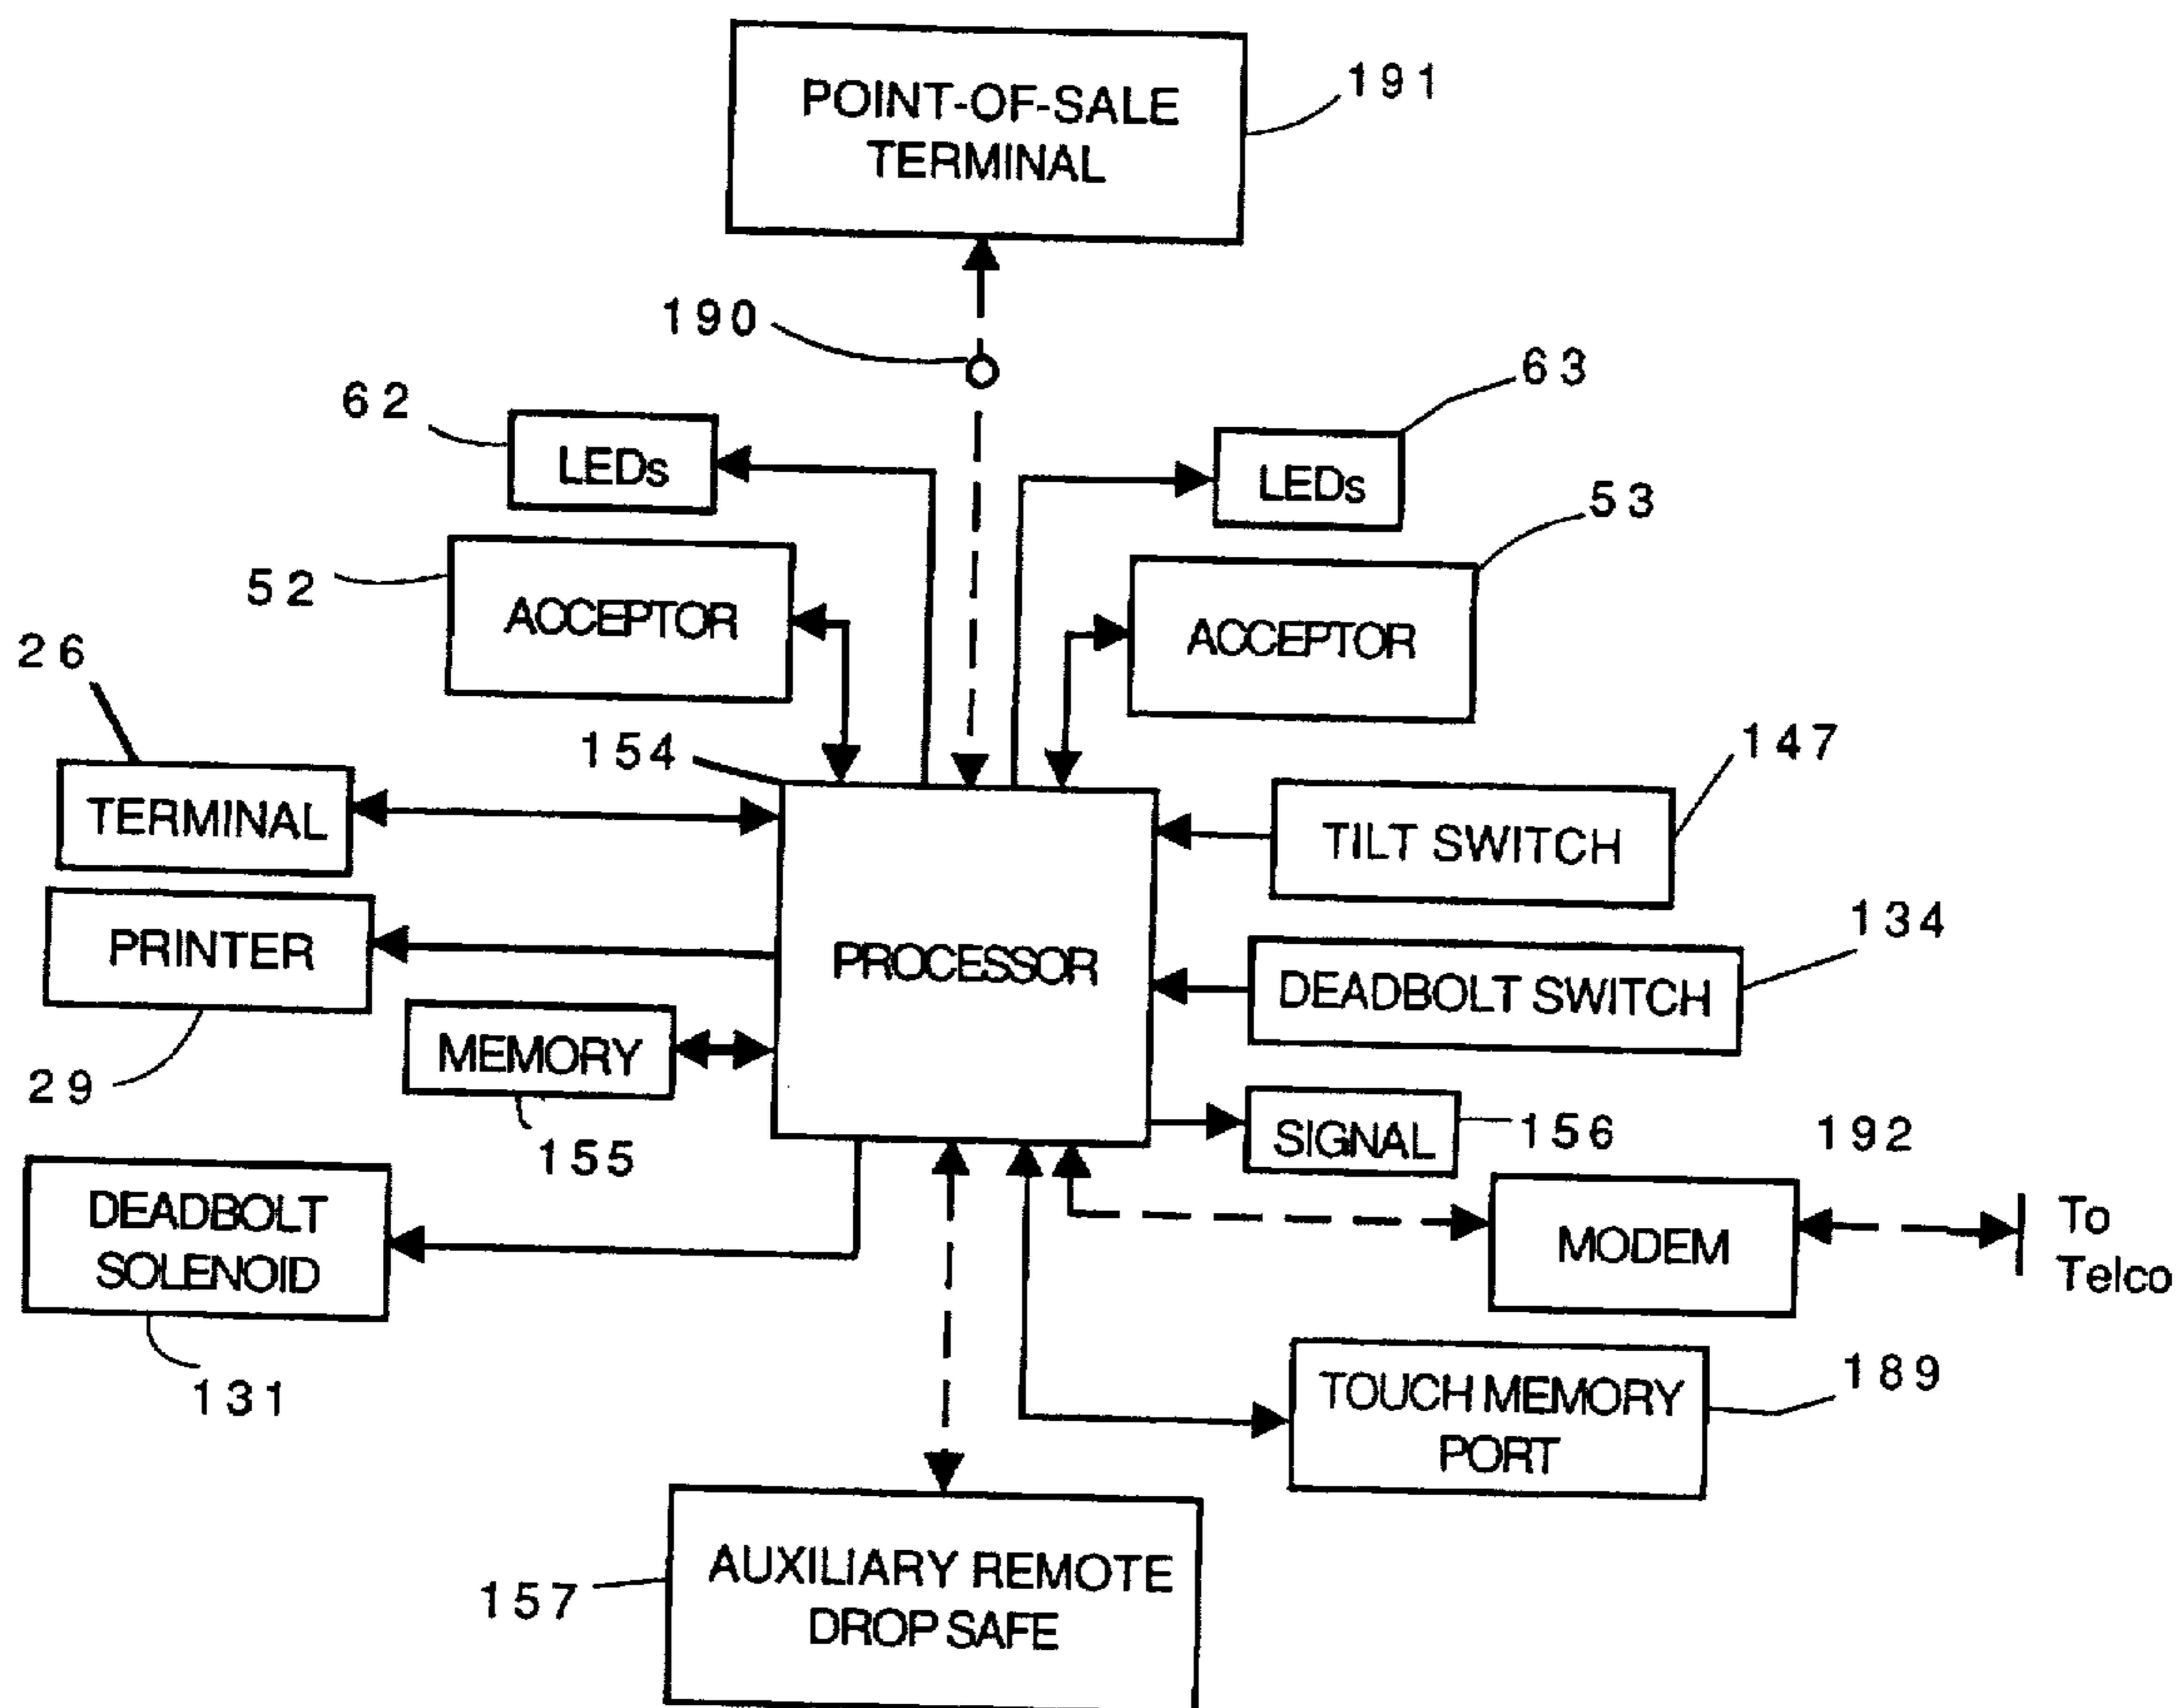 POINT-OF-SALE
TERMINAL
191
190
62
LEDs
63
LEDs
52
ACCEPTOR
53
ACCEPTOR
26
TERMINAL
154
147
TILT SWITCH
PRINTER
29
PROCESSOR
134
DEADBOLT SWITCH
MEMORY
155
SIGNAL
156
192
DEADBOLT
SOLENOID
131
MODEM
To
Telco
TOUCH MEMORY
PORT
189
157
AUXILIARY REMOTE
DROP SAFE